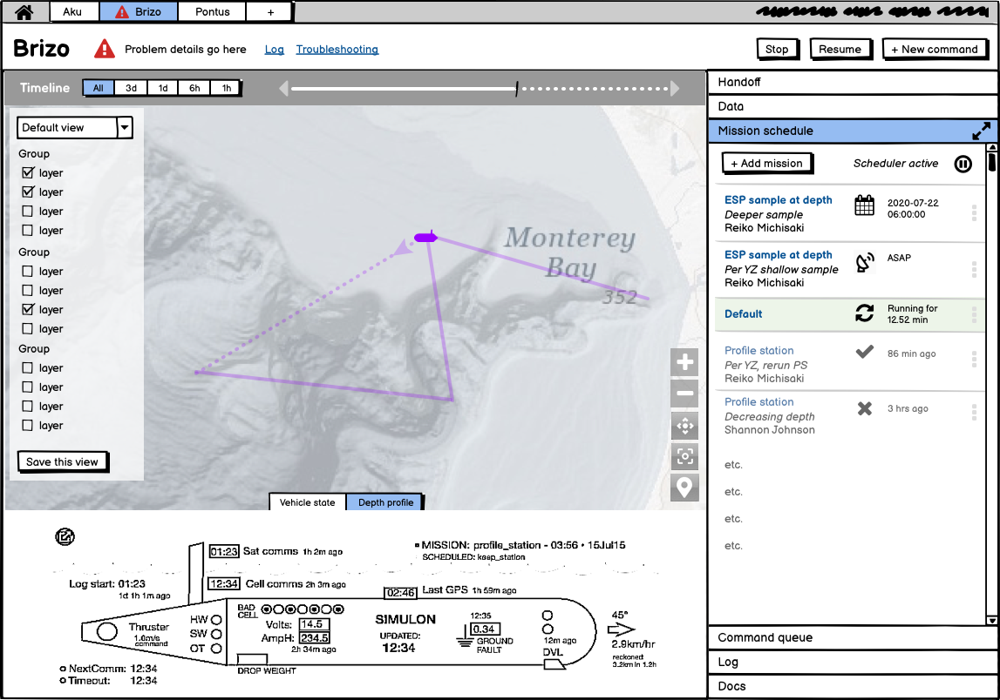 Aku
Brizo
Pontus
+
Brizo
Problem details go here
Log
Troubleshooting
Stop
Resume
+ New command
Timeline
All
3d
1d
6h
1h
Default view
Group
layer
layer
layer
layer
Group
layer
layer
layer
layer
Group
layer
layer
layer
layer
Save this view
Monterey
Bay
352
Vehicle state
Depth profile
Handoff
Data
Mission schedule
+ Add mission
Scheduler active
ESP sample at depth
Deeper sample
Reiko Michisaki
2020-07-22
06:00:00
ESP sample at depth
Per YZ shallow sample
Reiko Michisaki
ASAP
Default
Running for
12.52 min
Profile station
Per YZ, rerun PS
Reiko Michisaki
86 min ago
Profile station
Decreasing depth
Shannon Johnson
3 hrs ago
etc.
etc.
etc.
etc.
Command queue
Log
Docs
01:23 Sat comms 1h 2m ago
MISSION: profile_station - 03:56 • 15Jul15
SCHEDULED: keep_station
Log start: 01:23
1d 1h 1m ago
12:34 Cell comms 2h 3m ago
02:46 Last GPS 1h 59m ago
Thruster
1.0m/s
command
HW
SW
OT
BAD
CELL
Volts: 14.5
AmpH: 234.5
2h 34m ago
DROP WEIGHT
SIMULON
UPDATED:
12:34
12:35
0.34
GROUND
FAULT
12m ago
DVL
45°
2.9km/hr
reckoned
3.2km in 1.2h
NextComm: 12:34
Timeout: 12:34